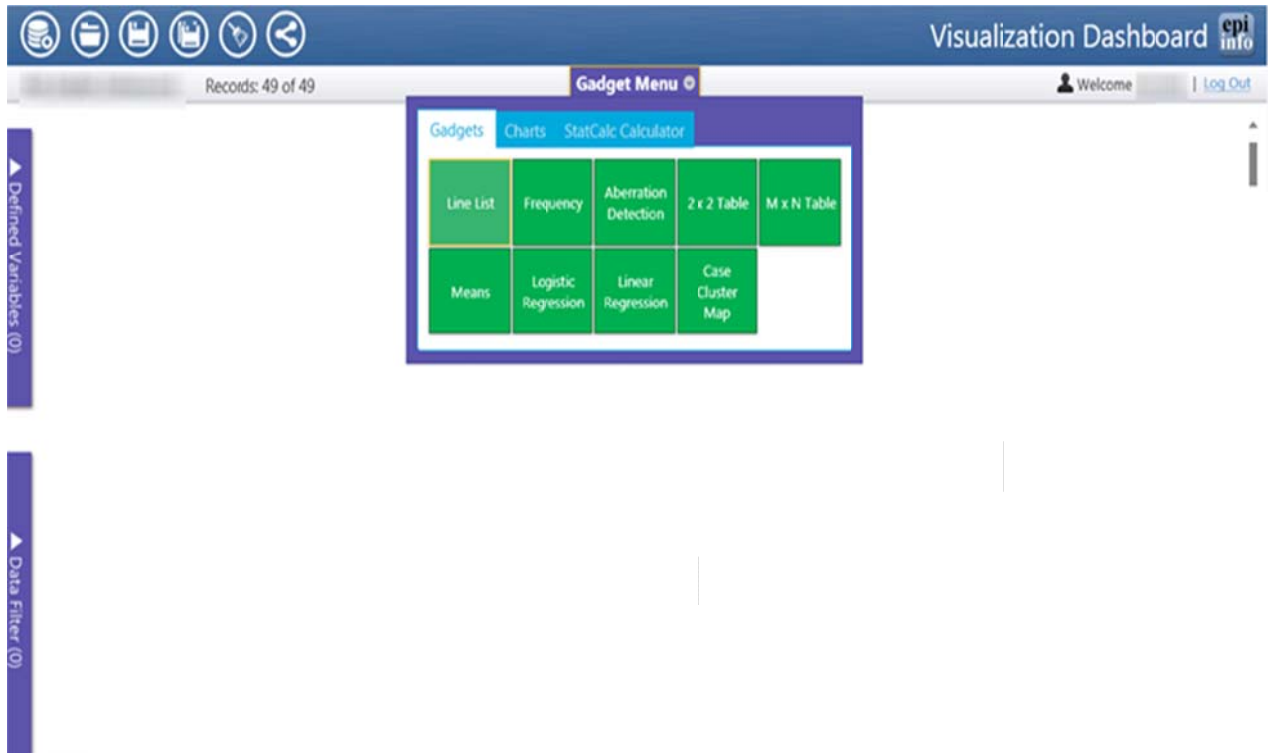 Visualization Dashboard epi info
Records: 49 of 49
Gadget Menu
Welcome | Log Out
Gadgets Charts StatCalc Calculator
Line List Frequency Aberration Detection 2 x 2 Table M x N Table
Means Logistic Regression Linear Regression Case Cluster Map
Defined Variables (0)
Data Filter (0)